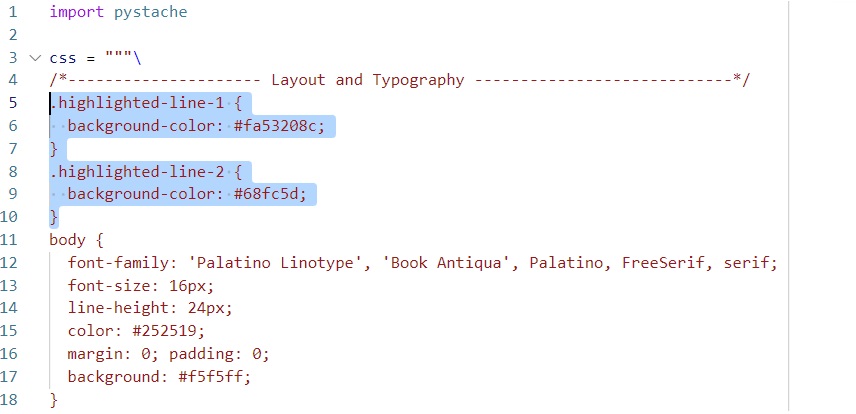 1 import pystache
2
3 css = """\
4 /*--------------------- Layout and Typography ----------------------------*/
5 .highlighted-line-1 {
6   background-color: #fa53208c;
7 }
8 .highlighted-line-2 {
9   background-color: #68fc5d;
10 }
11 body {
12   font-family: 'Palatino Linotype', 'Book Antiqua', Palatino, FreeSerif, serif;
13   font-size: 16px;
14   line-height: 24px;
15   color: #252519;
16   margin: 0; padding: 0;
17   background: #f5f5ff;
18 }